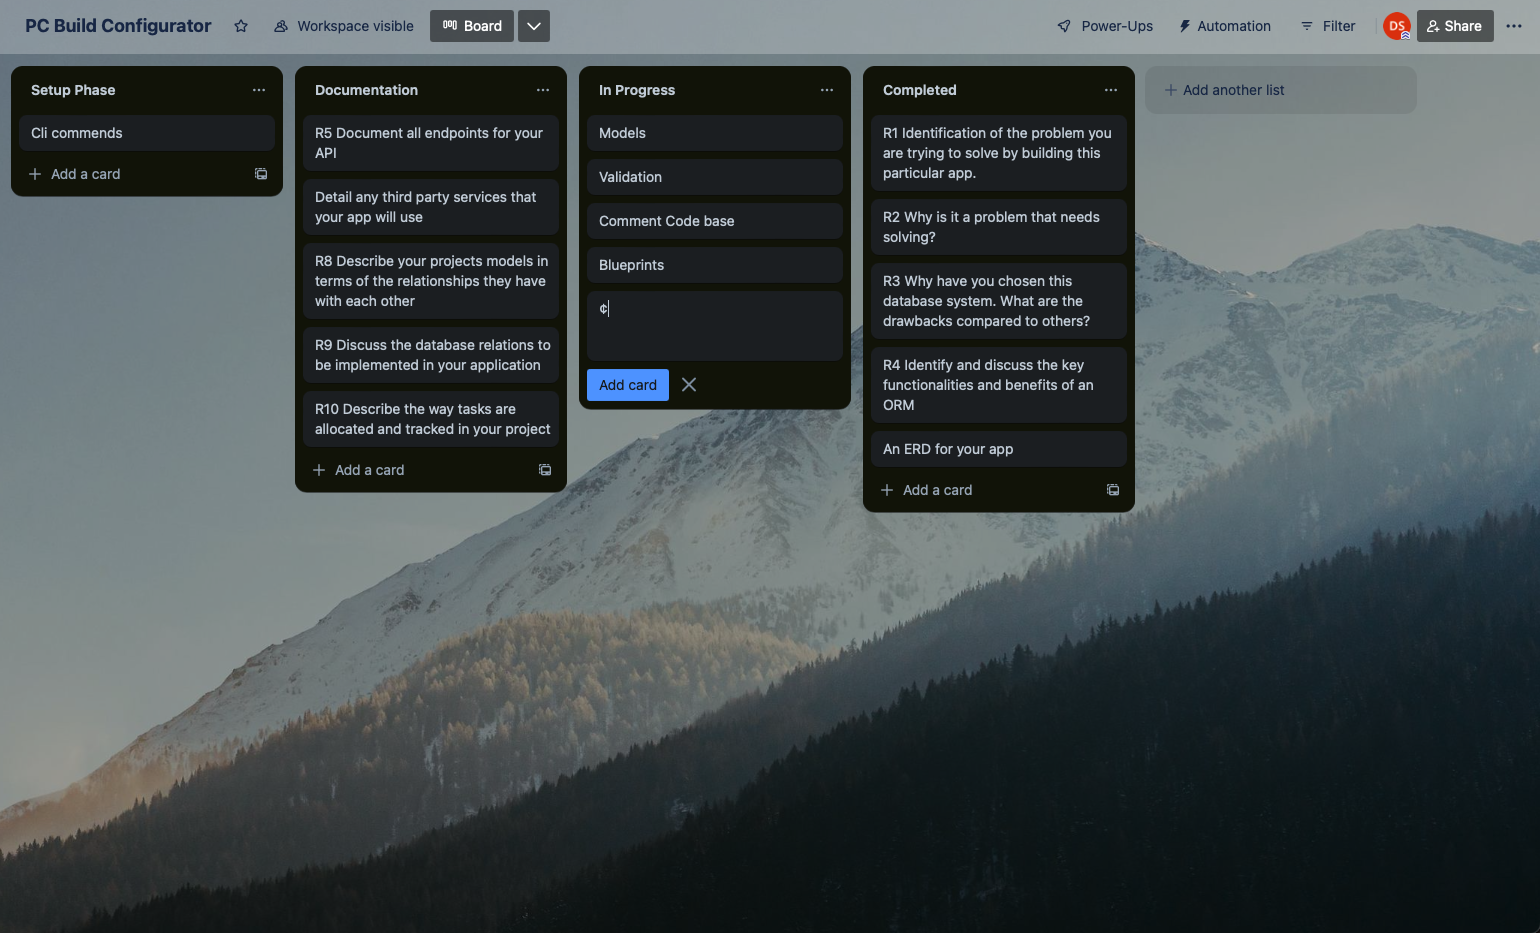 PC Build Configurator
Workspace visible
Board
Power-Ups
Automation
Filter
DS
Share
Setup Phase
Cli commends
Add a card
Documentation
R5 Document all endpoints for your
API
Detail any third party services that
your app will use
R8 Describe your projects models in
terms of the relationships they have
with each other
R9 Discuss the database relations to
be implemented in your application
R10 Describe the way tasks are
allocated and tracked in your project
Add a card
In Progress
Models
Validation
Comment Code base
Blueprints
¢
Add card
Completed
R1 Identification of the problem you
are trying to solve by building this
particular app.
R2 Why is it a problem that needs
solving?
R3 Why have you chosen this
database system. What are the
drawbacks compared to others?
R4 Identify and discuss the key
functionalities and benefits of an
ORM
An ERD for your app
Add a card
Add another list